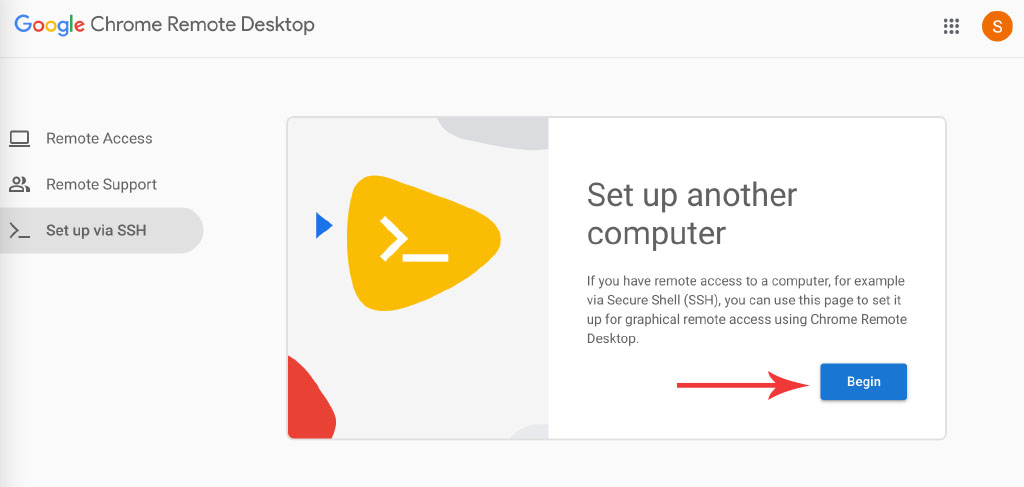 Google Chrome Remote Desktop
S
Remote Access
Remote Support
Set up via SSH
Set up another
computer
If you have remote access to a computer, for example
via Secure Shell (SSH), you can use this page to set it
up for graphical remote access using Chrome Remote
Desktop.
Begin